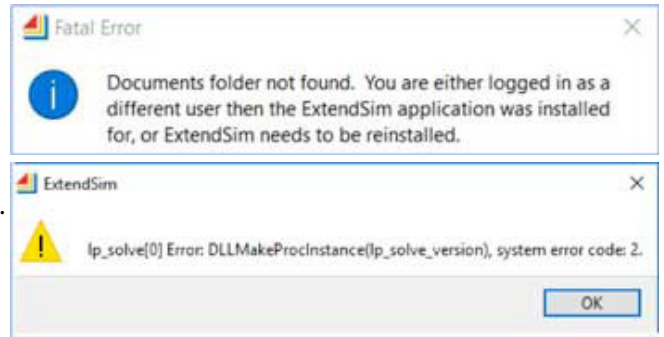 Fatal Error
Documents folder not found. You are either logged in as a
different user then the ExtendSim application was installed
for, or ExtendSim needs to be reinstalled.
ExtendSim
lp_solve[0] Error: DLLMakeProcInstance(lp_solve_version), system error code: 2.
OK